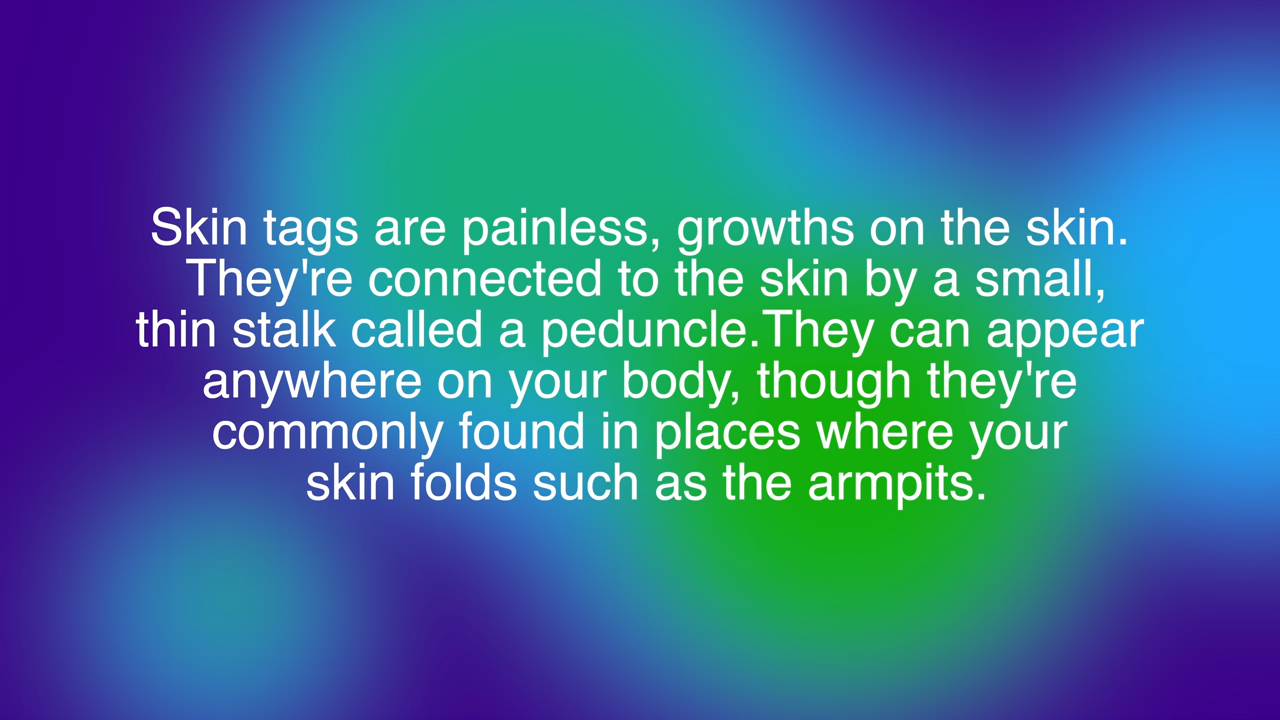 Skin tags are painless, growths on the skin.
They're connected to the skin by a small,
thin stalk called a peduncle.They can appear
anywhere on your body, though they're
commonly found in places where your
skin folds such as the armpits.